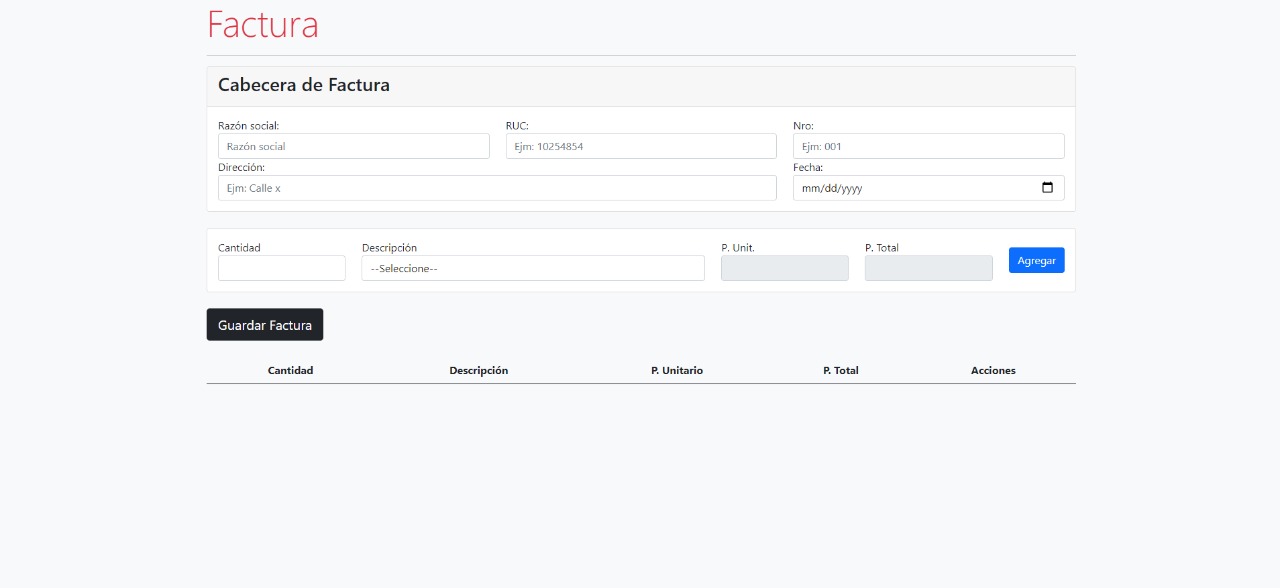 Factura
Cabecera de Factura
Razón social: RUC: Nro:
Razón social Ejm: 10254854 Ejm: 001
Dirección: Fecha:
Ejm: Calle x mm/dd/yyyy
Cantidad Descripción P. Unit. P. Total
--Seleccione-- Agregar
Guardar Factura
Cantidad Descripción P. Unitario P. Total Acciones